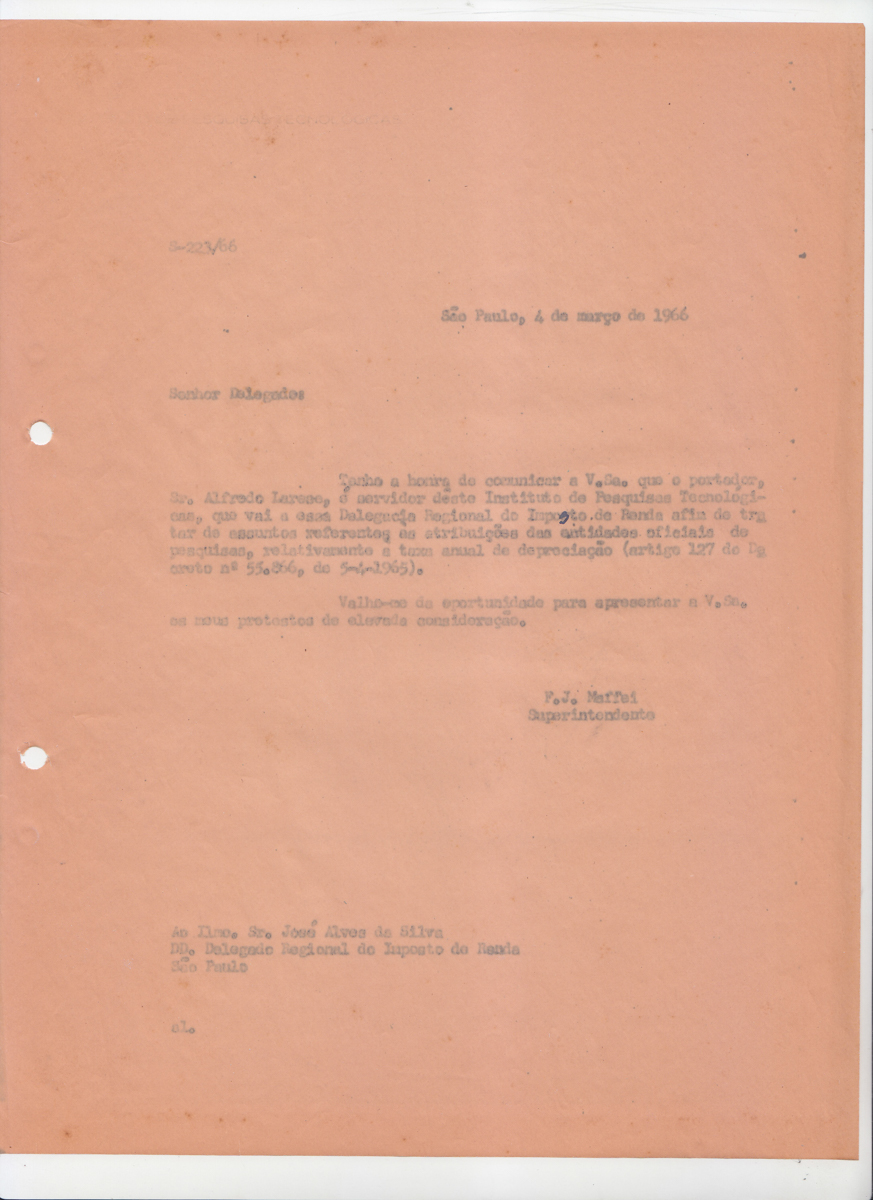 S-223/66
São Paulo, 4 de março de 1966
Senhor Delegado:
Tenho a honra de comunicar a V.Sa. que o portador,
Sr. Alfredo é servidor dêste Instituto de Pesquisas Tecnológi-
cas, que vai a essa Delegacia Regional do Imposto de Renda afim de tra
tar de assuntos referentes às atribuições das entidades oficiais de
pesquisas, relativamente a taxa anual de depreciação (artigo 127 do De
creto nº 55.866, de 5-4-1965).
Valho-me da oportunidade para apresentar a V.Sa.
os meus protestos de elevada consideração.
F.J. Maffei
Superintendente
Ao Ilmo. Sr. José Alves da Silva
DD. Delegado Regional do Imposto de Renda
São Paulo